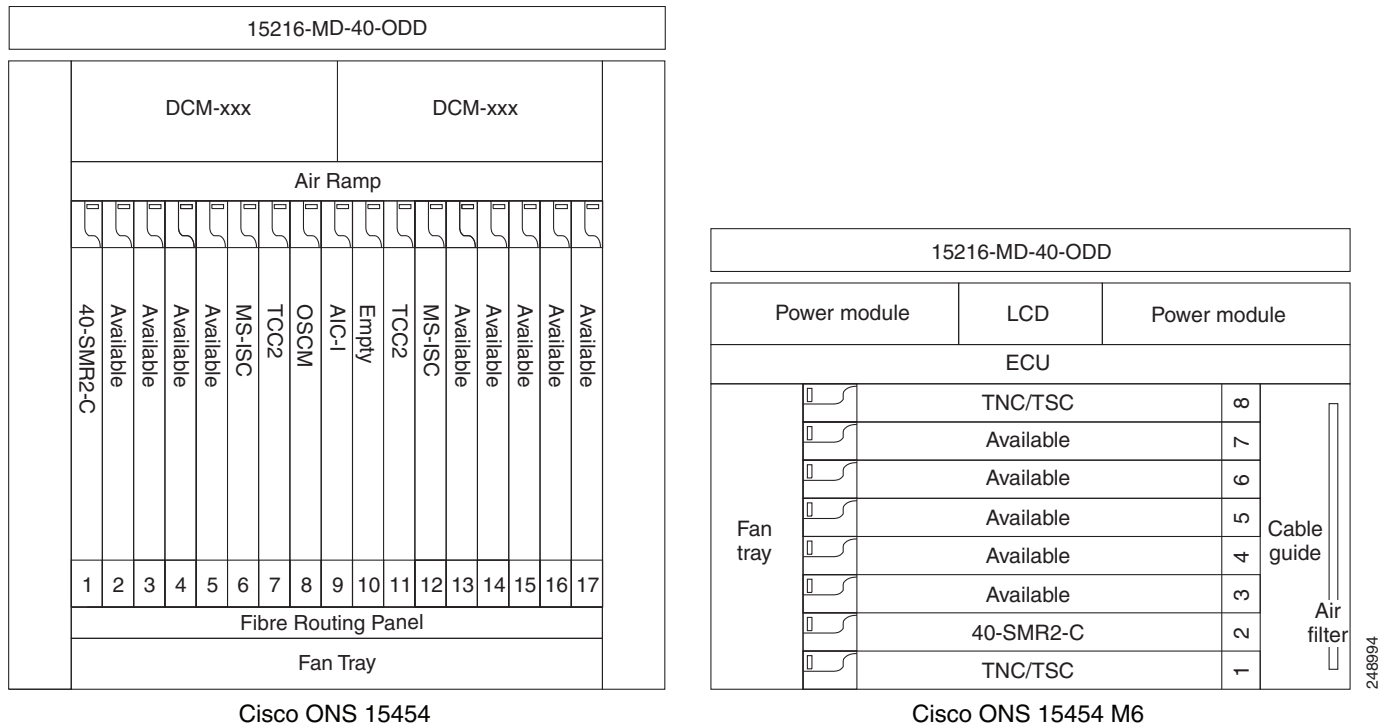 15216-MD-40-ODD
DCM-xxx
DCM-xxx
Air Ramp
40-SMR2-C
Available
Available
Available
Available
MS-ISC
TCC2
OSCM
AIC-I
Empty
TCC2
MS-ISC
Available
Available
Available
Available
Available
1 2 3 4 5 6 7 8 9 10 11 12 13 14 15 16 17
Fibre Routing Panel
Fan Tray
Cisco ONS 15454
15216-MD-40-ODD
Power module
LCD
Power module
ECU
Fan
tray
TNC/TSC 8
Available 7
Available 6
Available 5
Available 4
Available 3
40-SMR2-C 2
TNC/TSC 1
Cable
guide
Air
filter
248994
Cisco ONS 15454 M6